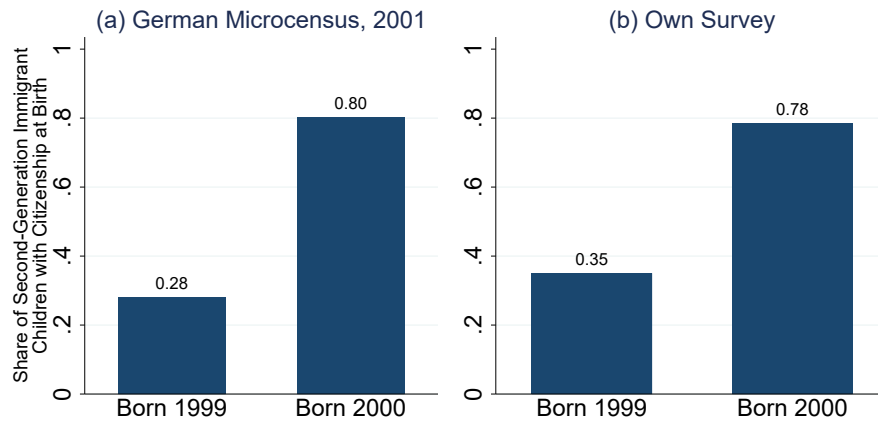 (a) German Microcensus, 2001
Share of Second-Generation Immigrant
Children with Citizenship at Birth
1
.8
.6
.4
.2
0
0.28
0.80
Born 1999
Born 2000
(b) Own Survey
1
.8
.6
.4
.2
0
0.35
0.78
Born 1999
Born 2000